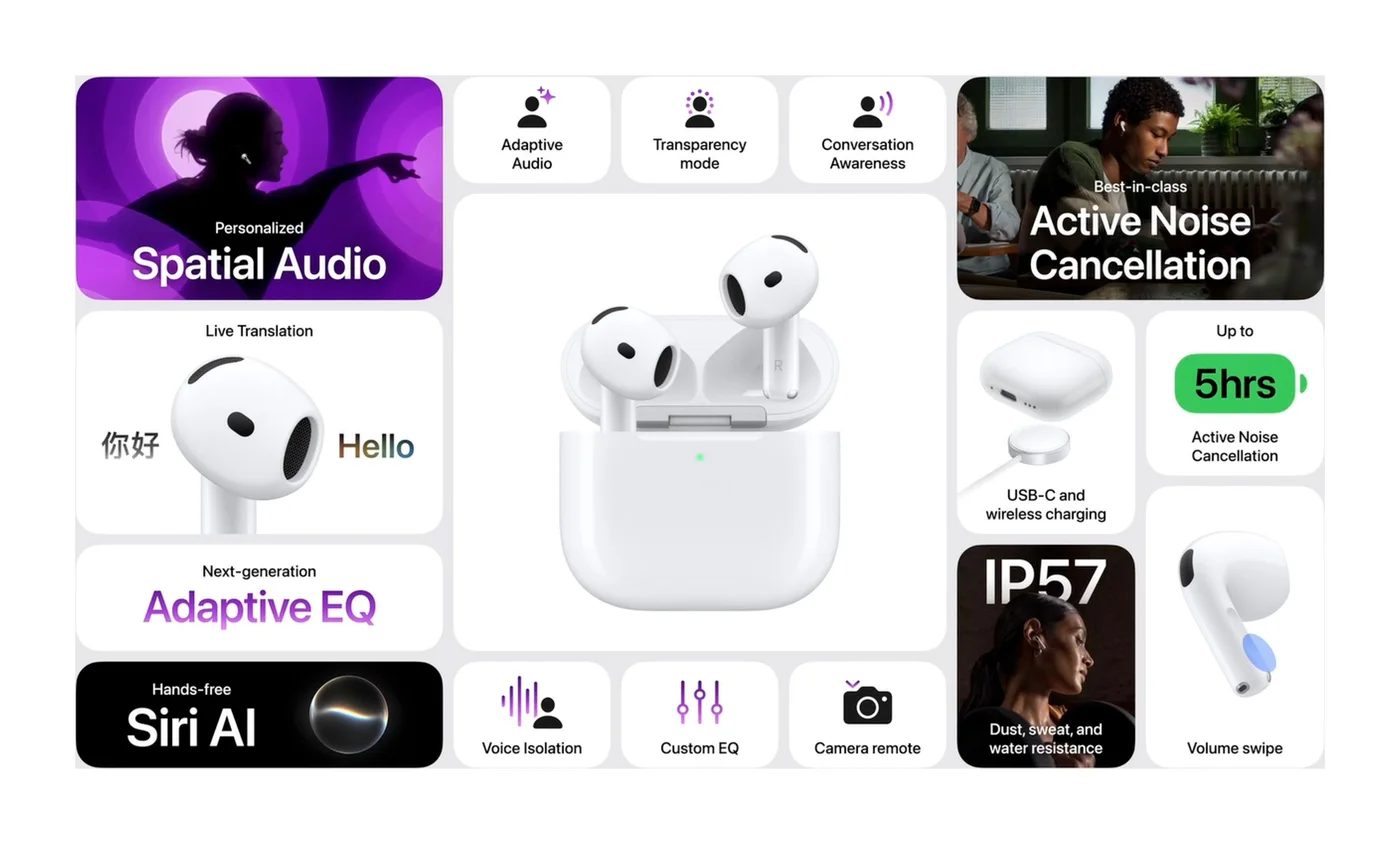 Personalized
Spatial Audio
Live Translation
你好
Hello
Next-generation
Adaptive EQ
Hands-free
Siri AI
Adaptive
Audio
Transparency
mode
Conversation
Awareness
R
Voice Isolation
Custom EQ
Camera remote
Best-in-class
Active Noise
Cancellation
USB-C and
wireless charging
Up to
5hrs
Active Noise
Cancellation
IP57
Dust, sweat, and
water resistance
Volume swipe